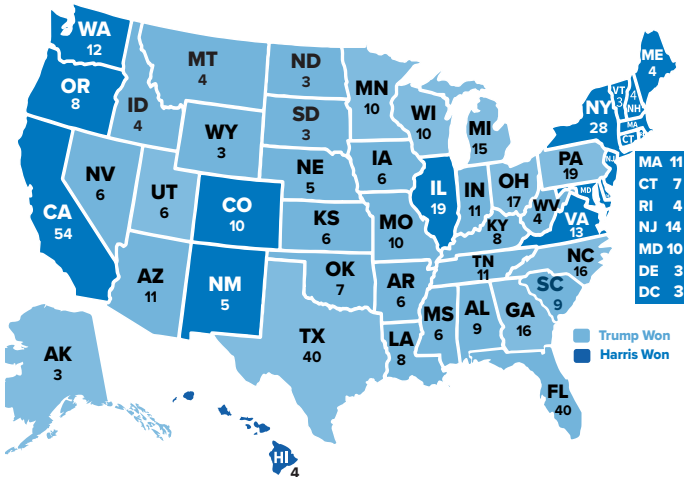 WA
12
OR
8
CA
54
NV
6
ID
4
MT
4
WY
3
UT
6
AZ
11
CO
10
NM
5
ND
3
SD
3
NE
5
KS
6
OK
7
TX
40
MN
10
IA
6
MO
10
AR
6
LA
8
WI
10
IL
19
MI
15
IN
11
OH
17
KY
8
TN
11
MS
6
AL
9
GA
16
FL
40
SC
9
NC
16
VA
13
WV
4
PA
19
NY
28
VT
3
4
NH
ME
4
MA
CT
NJ
MD
MA 11
CT 7
RI 4
NJ 14
MD 10
DE 3
DC 3
Trump Won
Harris Won
AK
3
HI
4